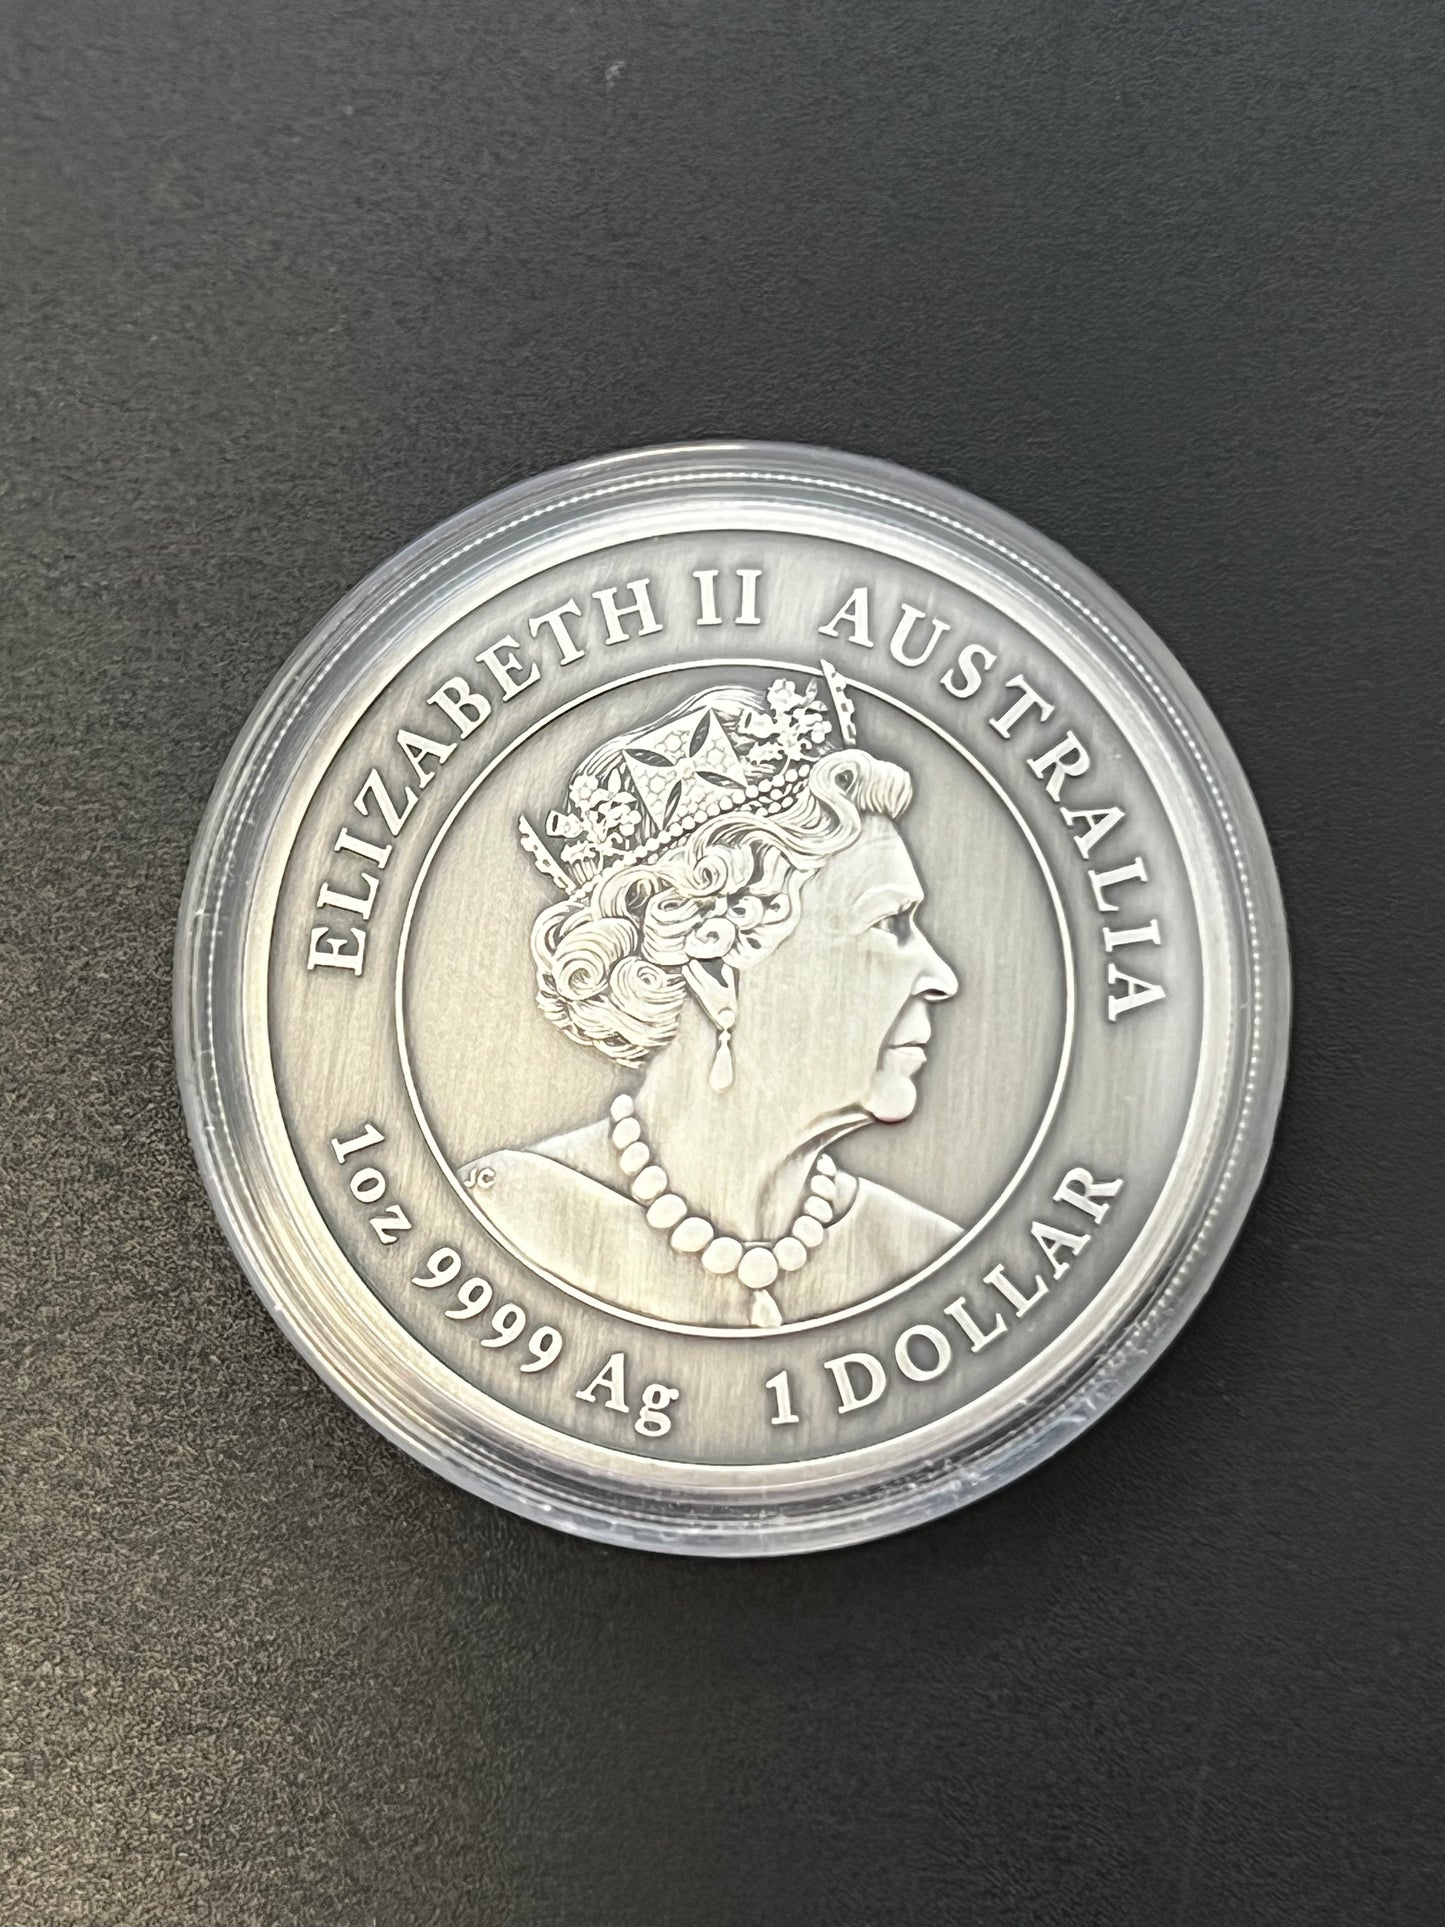 ELIZABETH II AUSTRALIA
1oz 9999 Ag 1 DOLLAR
JC